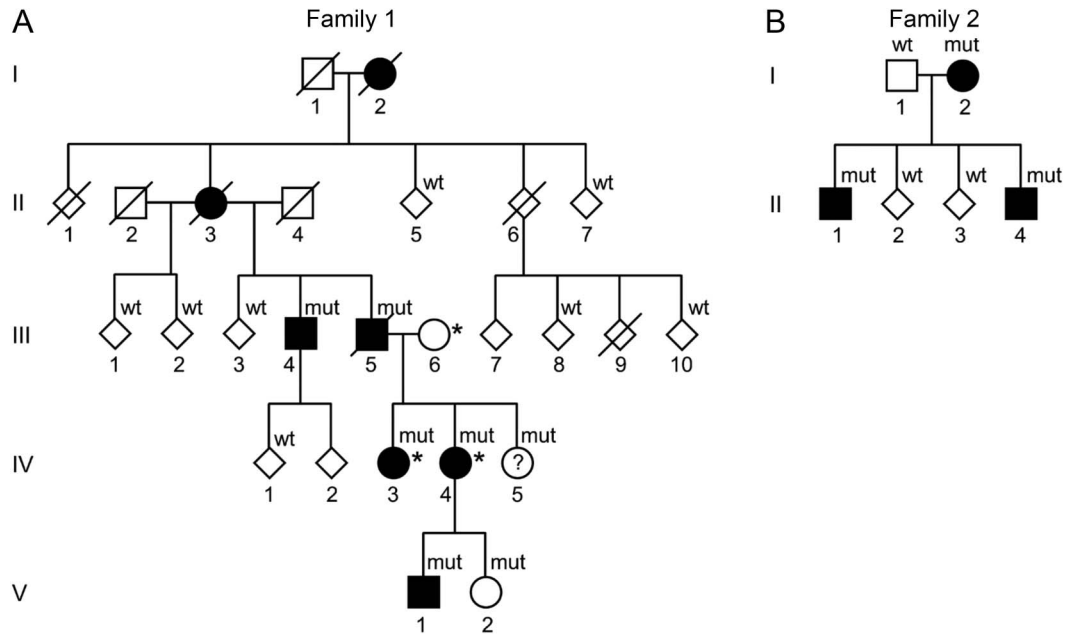 A Family 1 B Family 2
wt mut
I 1 2 I 1 2
wt wt mut wt wt mut
II 1 2 3 4 5 6 7 II 1 2 3 4
wt wt wt mut mut * wt wt
III 1 2 3 4 5 6 7 8 9 10
wt mut * mut * mut
IV 1 2 3 4 ? 5
mut mut
V 1 2